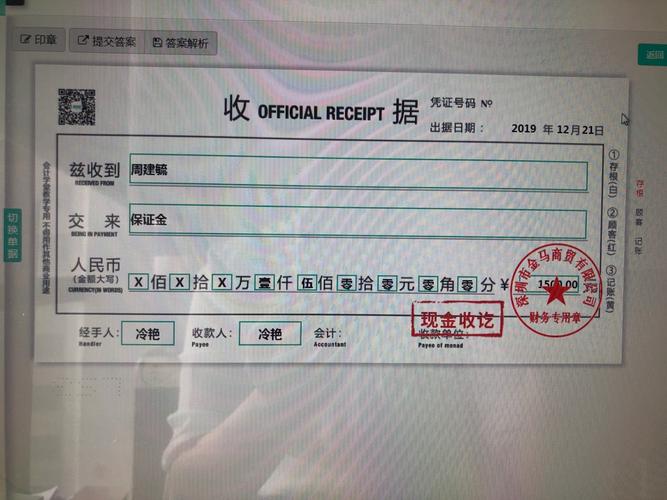 印章 提交答案 答案解析
返回
收 OFFICIAL RECEIPT 据
凭证号码 №
出据日期： 2019 年 12月 21日
兹收到 周建毓
RECEIVED FROM
交来 保证金
BEING IN PAYMENT
人民币
(金额大写)
CURRENCY(IN WORDS)
X 佰 X 拾 X 万 壹 仟 伍 佰 零 拾 零 元 零 角 零 分 ¥ 1500.00
经手人： 冷艳 收款人： 冷艳 会计： 收款单位：
Handler Payee Accountant Payee of monad
现金收讫
深圳市金马商贸有限公司
财务专用章
会计学堂教学专用 不得用作其他商业用途
①存根(白) ②顾客(红) ③记账(黄)
切换单据
存根
顾客
记账